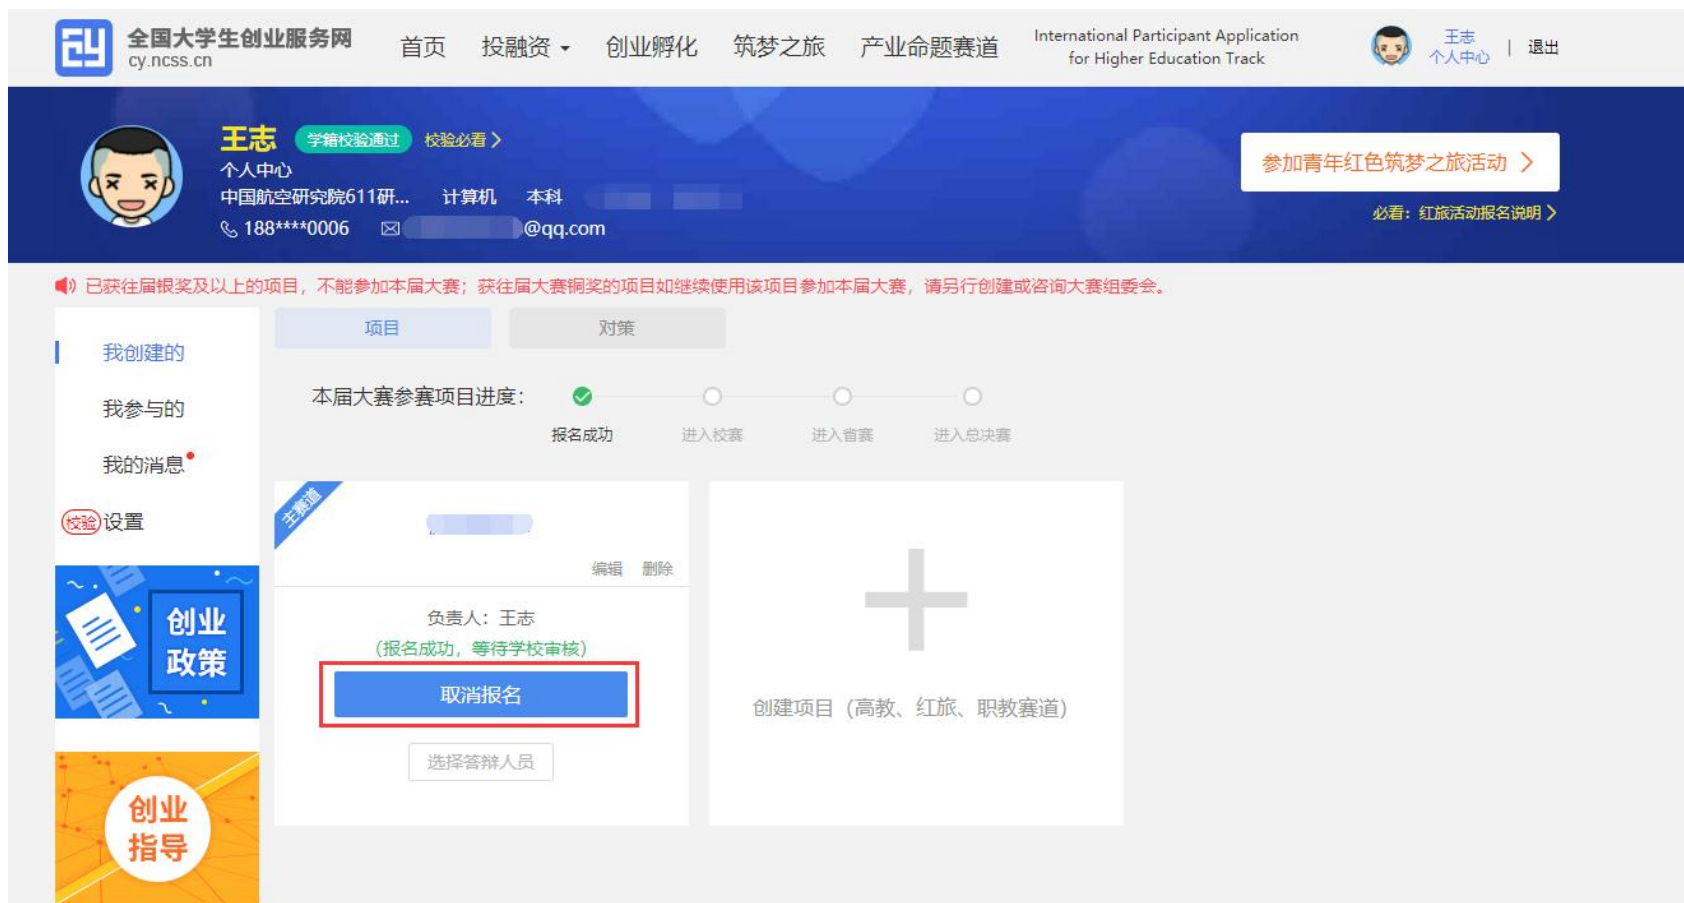 全国大学生创业服务网
cy.ncss.cn
首页 投融资 创业孵化 筑梦之旅 产业命题赛道
International Participant Application
for Higher Education Track
王志
个人中心
退出
王志 学籍校验通过 校验必看
个人中心
中国航空研究院611研... 计算机 本科
188****0006 @qq.com
参加青年红色筑梦之旅活动
必看：红旅活动报名说明
已获往届银奖及以上的项目，不能参加本届大赛；获往届大赛铜奖的项目如继续使用该项目参加本届大赛，请另行创建或咨询大赛组委会。
我创建的
我参与的
我的消息
校验 设置
创业
政策
创业
指导
项目 对策
本届大赛参赛项目进度：
报名成功 进入校赛 进入省赛 进入总决赛
主赛道
编辑 删除
负责人：王志
（报名成功，等待学校审核）
取消报名
选择答辩人员
创建项目（高教、红旅、职教赛道）